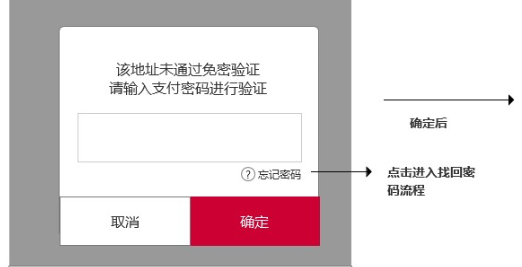 该地址未通过免密验证
请输入支付密码进行验证
? 忘记密码
取消
确定
确定后
点击进入找回密
码流程